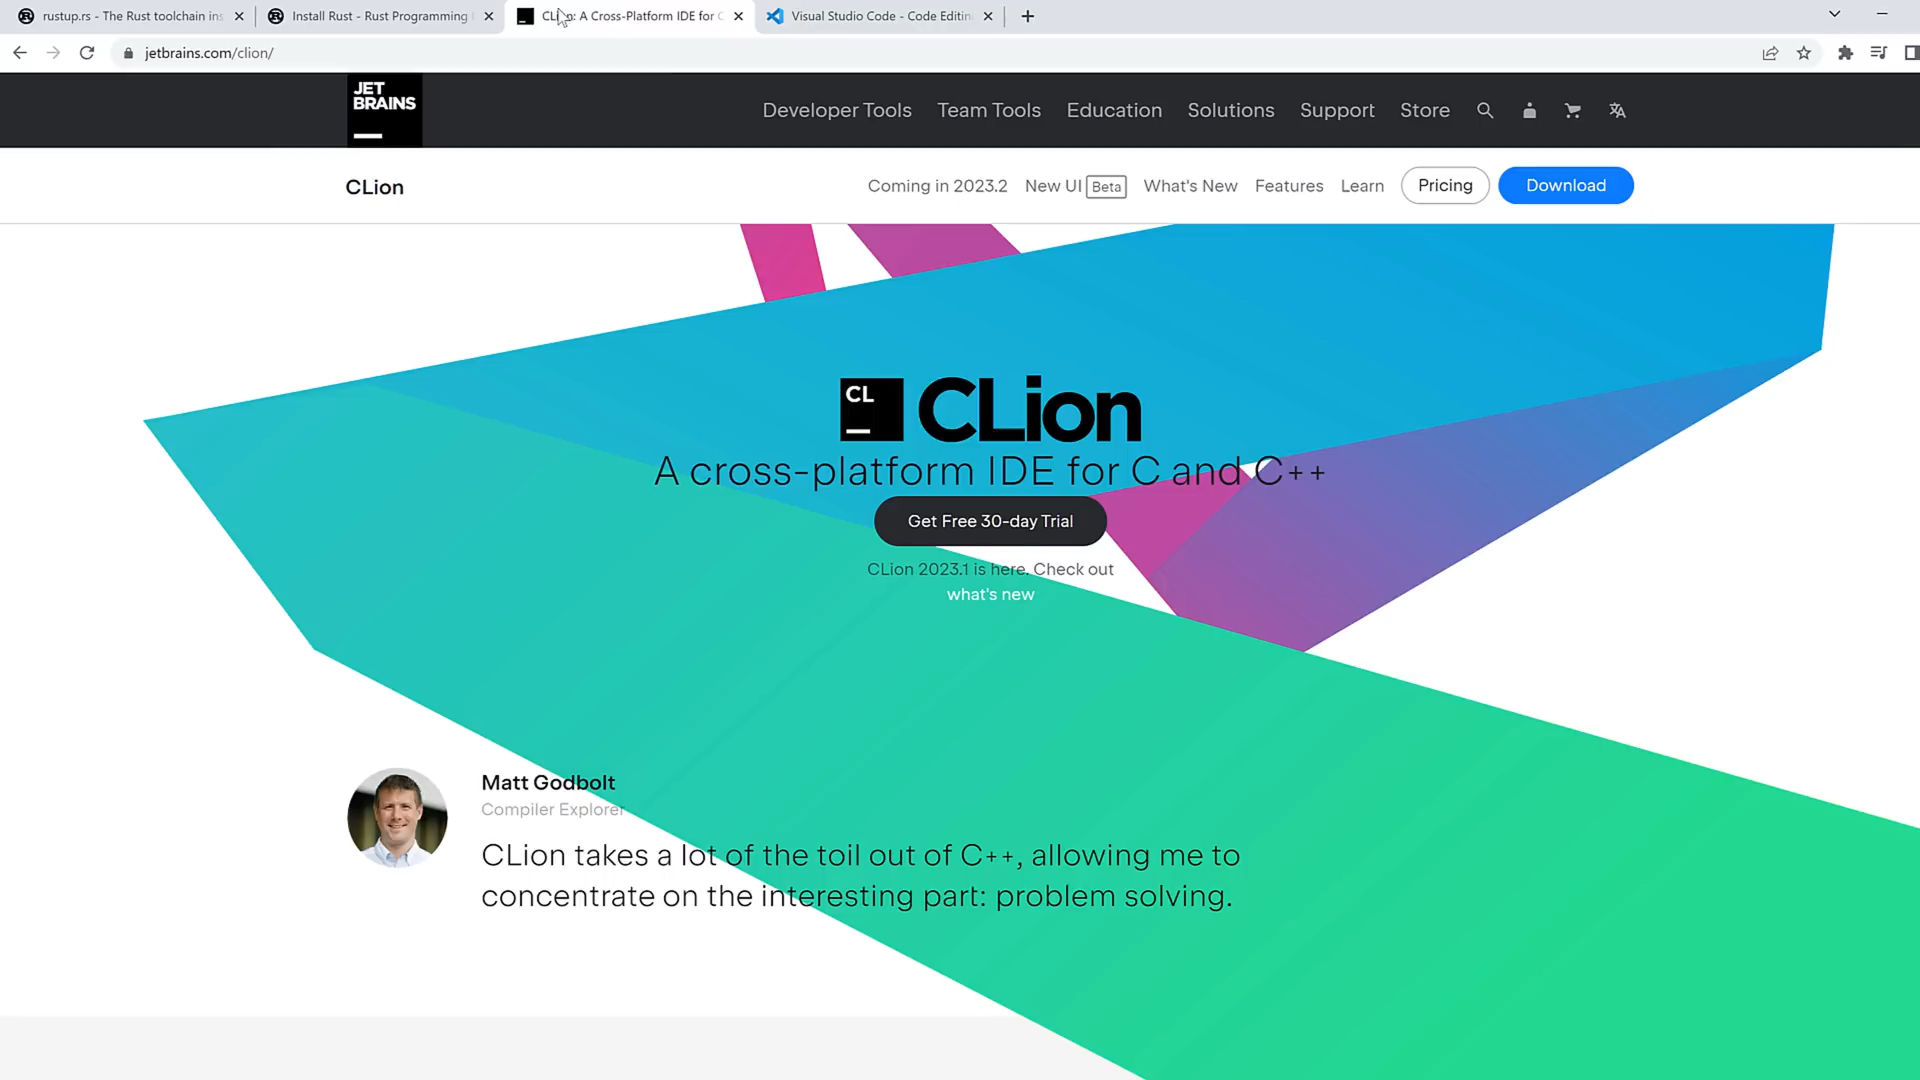 rustup.rs - The Rust toolchain ins
Install Rust - Rust Programming
A Cross-Platform IDE for C
Visual Studio Code - Code Editin
jetbrains.com/clion/
JET
BRAINS
Developer Tools
Team Tools
Education
Solutions
Support
Store
CLion
Coming in 2023.2
New UI Beta
What's New
Features
Learn
Pricing
Download
CL
CLion
A cross-platform IDE for C and C++
Get Free 30-day Trial
CLion 2023.1 is here. Check out
what's new
Matt Godbolt
Compiler Explorer
CLion takes a lot of the toil out of C++, allowing me to
concentrate on the interesting part: problem solving.